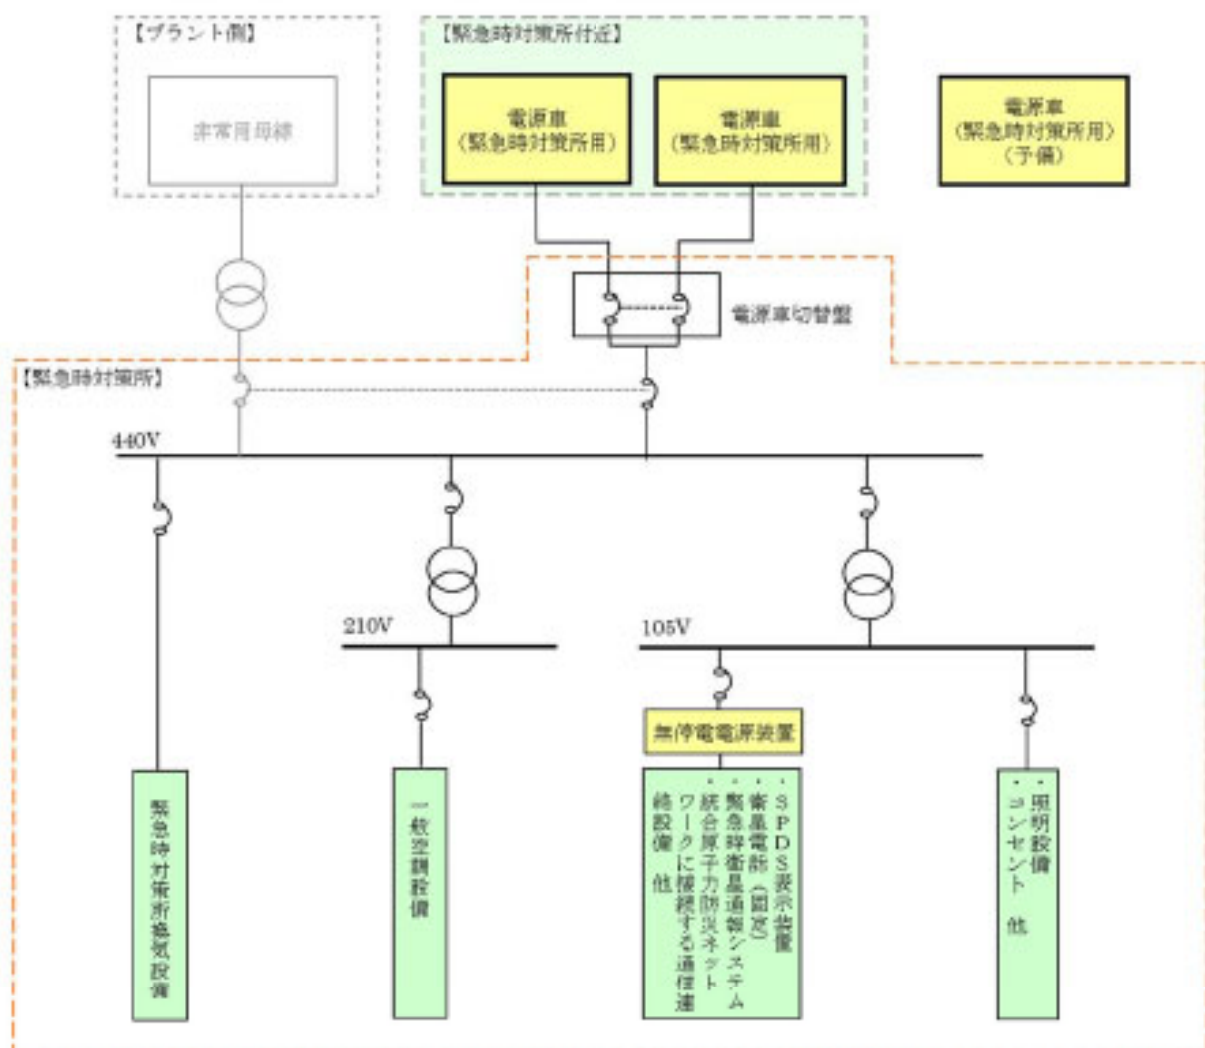 【プラント側】
非常用母線
【緊急時対策所付近】
電源車
(緊急時対策所用)
電源車
(緊急時対策所用)
電源車
(緊急時対策所用)
(予備)
電源車切替盤
【緊急時対策所】
440V
210V
105V
緊急時対策所換気設備
一般空調設備
無停電電源装置
・SPDS表示装置
・衛星電話(固定)
・緊急時衛星通報システム
・統合原子力防災ネット
ワークに接続する通信連
絡設備 他
・照明設備
・コンセント 他